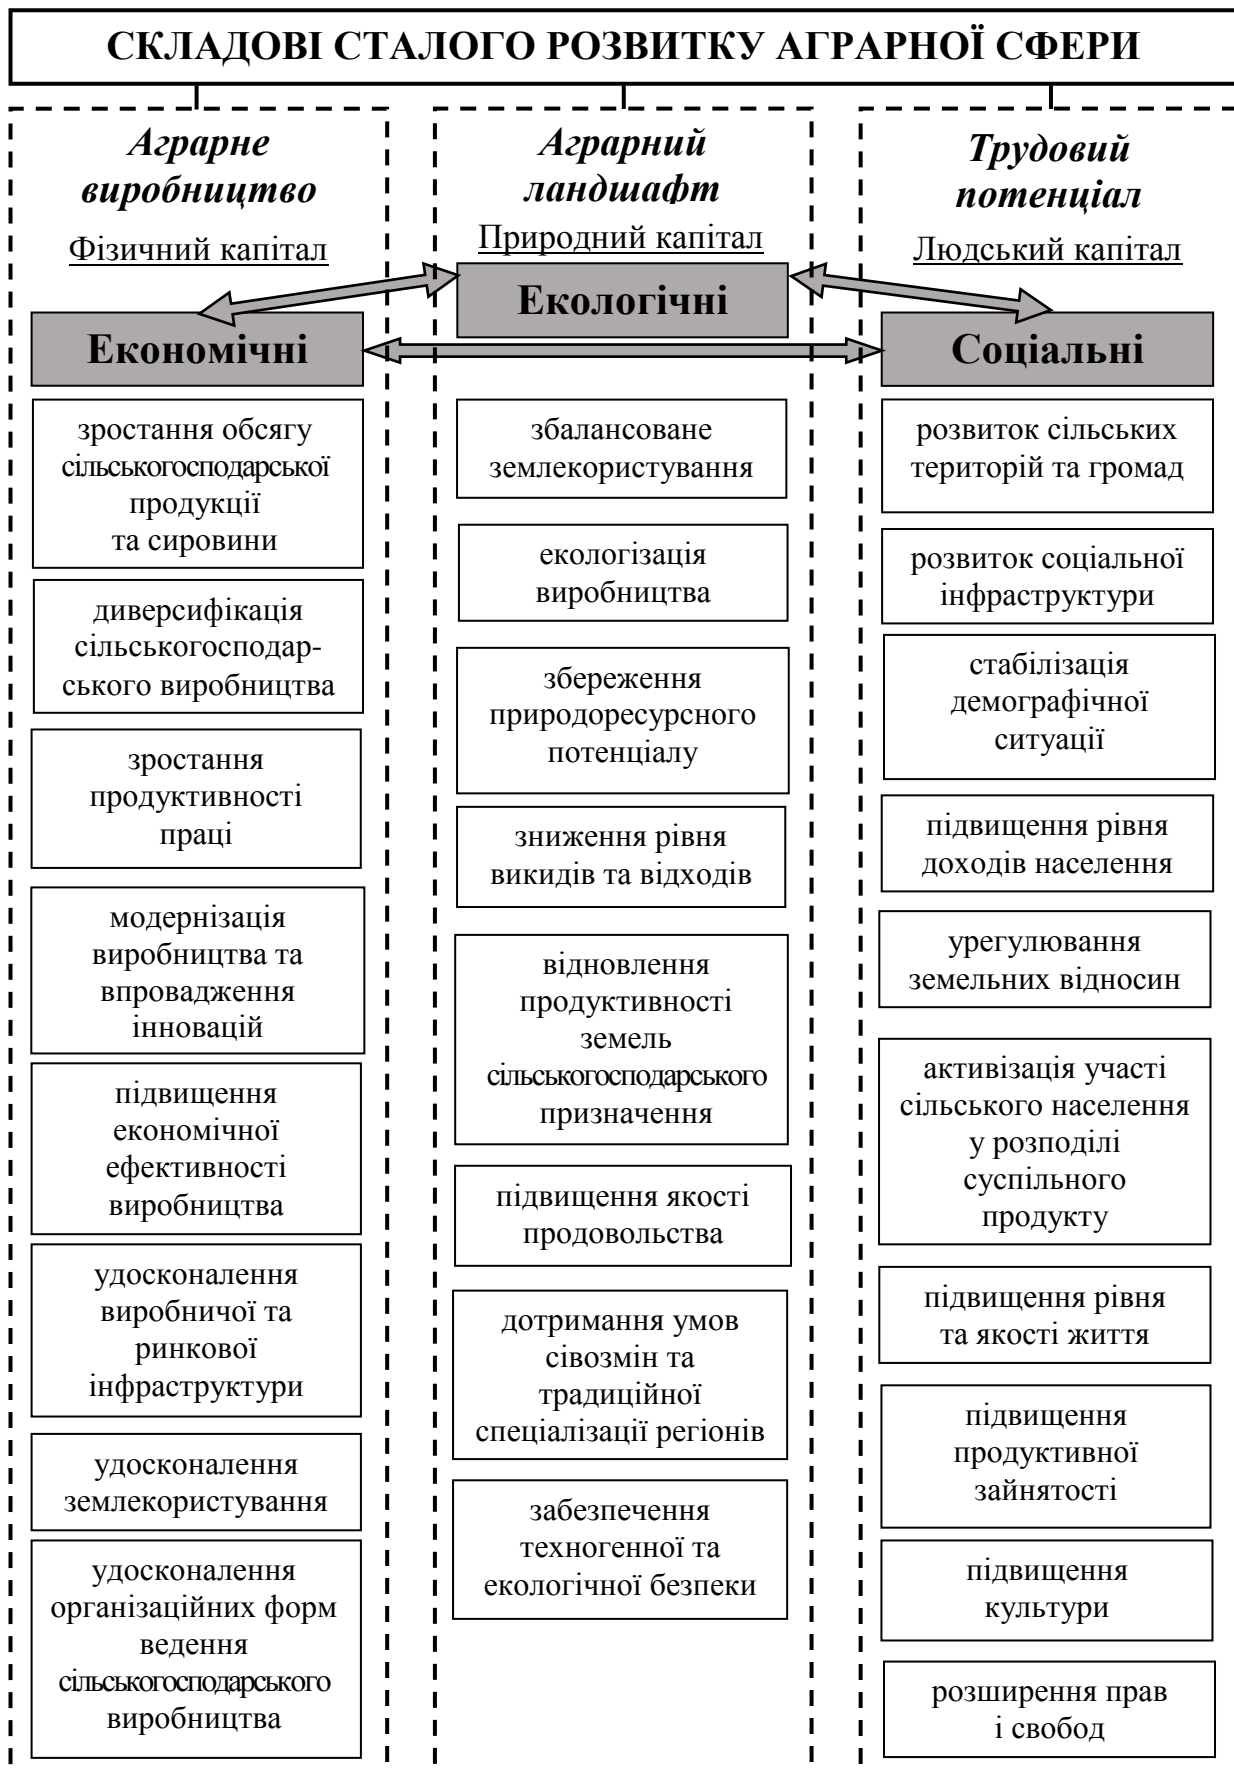 СКЛАДОВІ СТАЛОГО РОЗВИТКУ АГРАРНОЇ СФЕРИ
Аграрне
виробництво
Фізичний капітал
Економічні
зростання обсягу
сільськогосподарської
продукції
та сировини
диверсифікація
сільськогосподар-
ського виробництва
зростання
продуктивності
праці
модернізація
виробництва та
впровадження
інновацій
підвищення
економічної
ефективності
виробництва
удосконалення
виробничої та
ринкової
інфраструктури
удосконалення
землекористування
удосконалення
організаційних форм
ведення
сільськогосподарського
виробництва
Аграрний
ландшафт
Природний капітал
Екологічні
збалансоване
землекористування
екологізація
виробництва
збереження
природоресурсного
потенціалу
зниження рівня
викидів та відходів
відновлення
продуктивності
земель
сільськогосподарського
призначення
підвищення якості
продовольства
дотримання умов
сівозмін та
традиційної
спеціалізації регіонів
забезпечення
техногенної та
екологічної безпеки
Трудовий
потенціал
Людський капітал
Соціальні
розвиток сільських
територій та громад
розвиток соціальної
інфраструктури
стабілізація
демографічної
ситуації
підвищення рівня
доходів населення
урегулювання
земельних відносин
активізація участі
сільського населення
у розподілі
суспільного
продукту
підвищення рівня
та якості життя
підвищення
продуктивної
зайнятості
підвищення
культури
розширення прав
і свобод